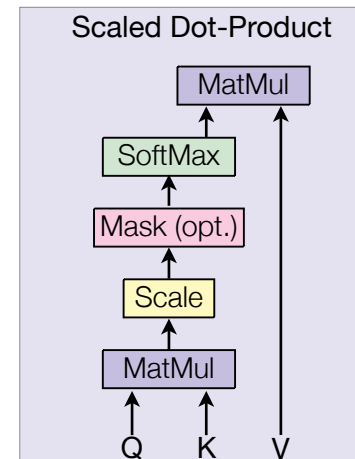 Scaled Dot-Product
MatMul
SoftMax
Mask (opt.)
Scale
MatMul
Q K V